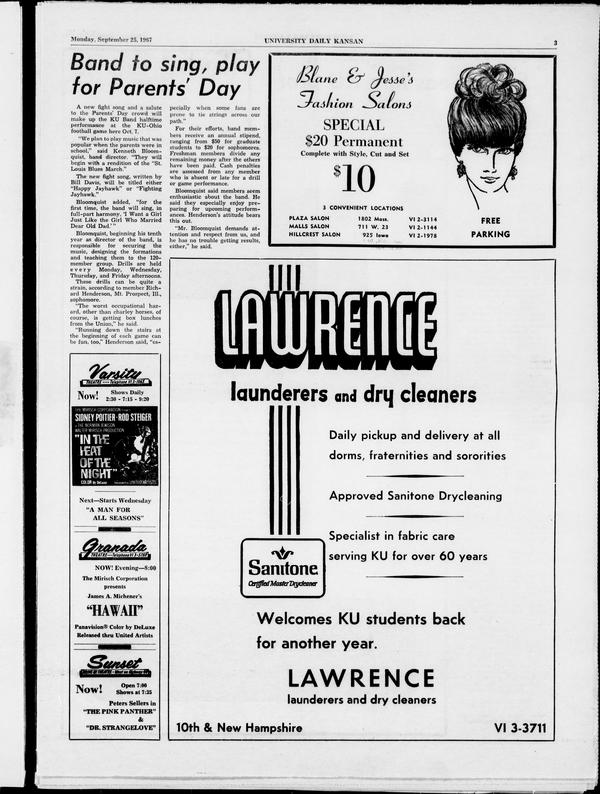 Monday, September 25, 1967
UNIVERSITY DAILY KANSAN
3
Band to sing, play
for Parents' Day
A new fight song and a salute
to the Parents' Day crowd will
make up the KU Band halftime
performance at the KU-Ohio
football game here Oct. 7.
"We plan to play music that was
popular when the parents were in
school," said Kenneth Bloom-
quist, band director. "They will
begin with a rendition of the "St.
Louis Blues March."
The new fight song, written by
Bill Davis, will be titled either
"Happy Jayhawk" or "Fighting
Jayhawk."
Bloomquist added, "for the
first time, the band will sing, in
full-part harmony, 'I Want a Girl
Just Like the Girl Who Married
Dear Old Dad.'"
Bloomquist, beginning his tenth
year as director of the band, is
responsible for securing the
music, designing the formations
and teaching them to the 120-
member group. Drills are held
every Monday, Wednesday,
Thursday, and Friday afternoons.
These drills can be quite a
strain, according to member Rich-
ard Henderson, Mt. Prospect, Ill.,
sophomore.
"The worst occupational haz-
ard, other than charley horses, of
course, is getting box lunches
from the Union," he said.
"Running down the stairs at
the beginning of each game can
be fun, too," Henderson said, "es-
pecially when some fans are
prone to tie strings across our
path."
For their efforts, band mem-
bers receive an annual stipend,
ranging from $50 for graduate
students to $20 for sophomores.
Freshmen members divide any
remaining money after the others
have been paid. Cash penalties
are assessed from any member
who is absent or late for a drill
or game performance.
Bloomquist said members seem
enthusiastic about the band. He
said they especially enjoy pre-
paring for upcoming perform-
ances. Henderson's attitude bears
this out.
"Mr. Bloomquist demands at-
tention and respect from us, and
he has no trouble getting results,
either," he said.
Blane & Jesse's
Fashion Salons
SPECIAL
$20 Permanent
Complete with Style, Cut and Set
$10
3 CONVENIENT LOCATIONS
PLAZA SALON 1802 Mass. VI 2-3114
MALLS SALON 711 W. 23 VI 2-1144
HILLCREST SALON 925 Iowa VI 2-1978
FREE
PARKING
Varsity
THEATRE
Now! Shows Daily
2:30 - 7:15 - 9:20
THE MIRISCH CORPORATION
SIDNEY POITIER · ROD STEIGER
THE NORMAN JEWISON
WALTER MIRISCH PRODUCTION
"IN THE
HEAT
OF THE
NIGHT"
COLOR by DeLuxe
UNITED ARTISTS
Next—Starts Wednesday
"A MAN FOR
ALL SEASONS"
Granada
THEATRE
NOW! Evening—8:00
The Mirisch Corporation
presents
James A. Michener's
"HAWAII"
Panavision® Color by DeLuxe
Released thru United Artists
Sunset
Now! Open 7:00
Shows at 7:35
Peters Sellers in
"THE PINK PANTHER"
&
"DR. STRANGELOVE"
LAWRENCE
launderers and dry cleaners
Daily pickup and delivery at all
dorms, fraternities and sororities
Approved Sanitone Drycleaning
Specialist in fabric care
serving KU for over 60 years
Sanitone
Certified Master Drycleaner
Welcomes KU students back
for another year.
LAWRENCE
launderers and dry cleaners
10th & New Hampshire
VI 3-3711